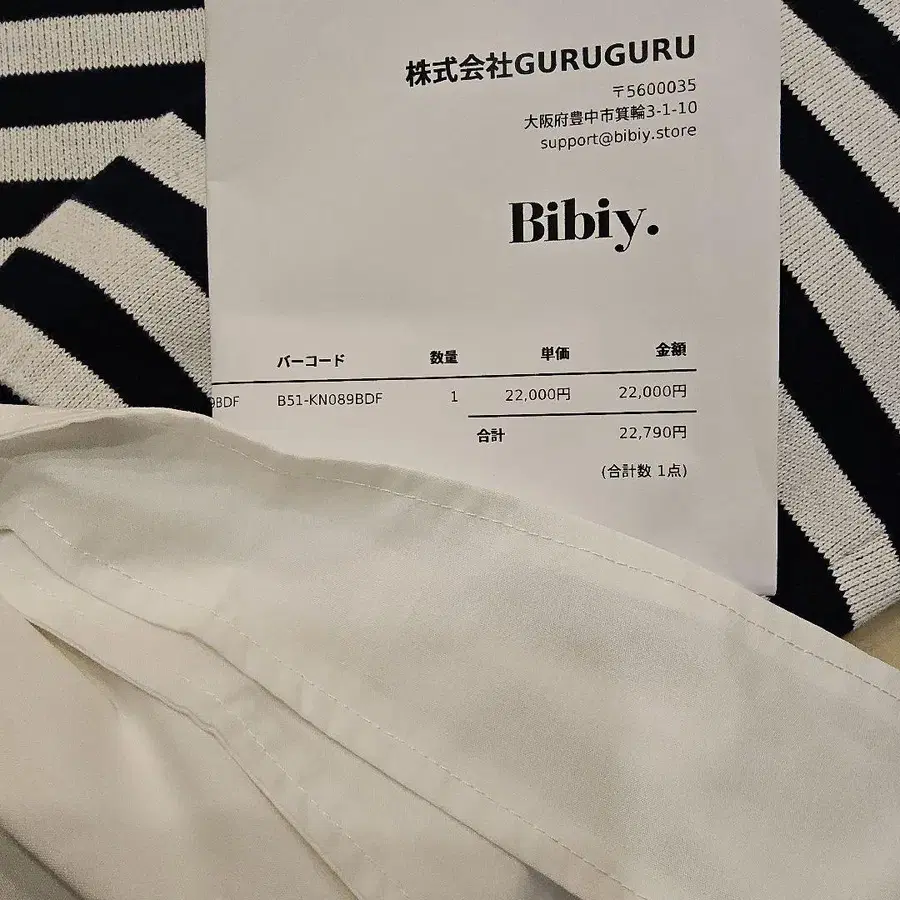 株式会社GURUGURU
〒5600035
大阪府豊中市箕輪3-1-10
support@bibiy.store
Bibiy.
バーコード 数量 単価 金額
9BDF B51-KN089BDF 1 22,000円 22,000円
合計 22,790円
(合計数 1点)